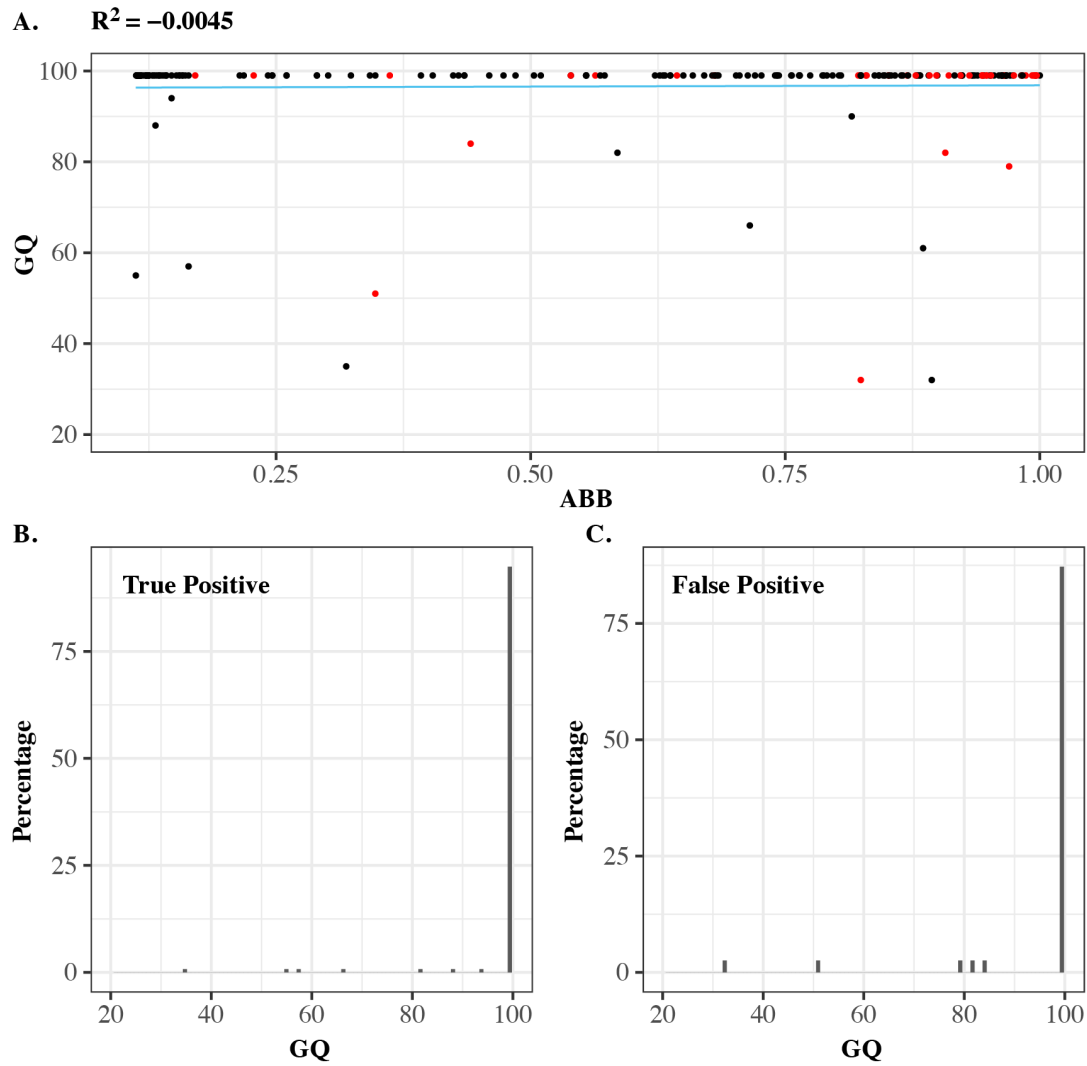 A. R² = −0.0045
100
80
60
40
20
GQ
0.25 0.50 0.75 1.00
ABB
B.
True Positive
75
50
25
0
Percentage
20 40 60 80 100
GQ
C.
False Positive
75
50
25
0
Percentage
20 40 60 80 100
GQ